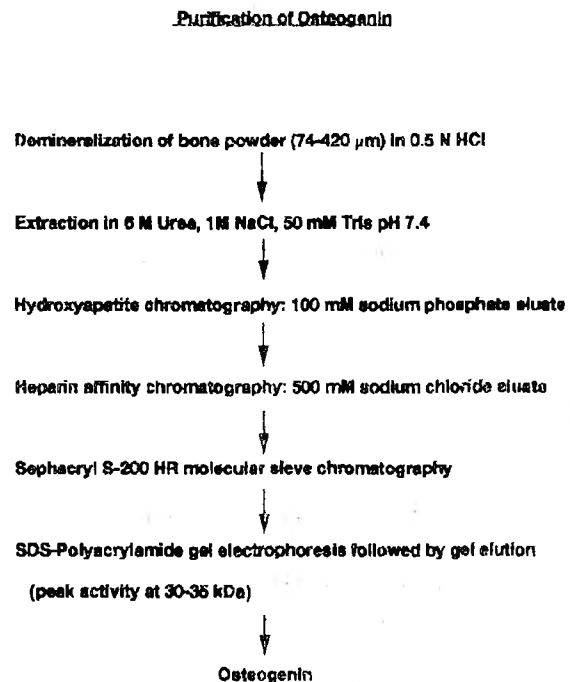 Purification of Osteogenin
Demineralization of bone powder (74-420 µm) in 0.5 N HCl
Extraction in 6 M Urea, 1M NaCl, 50 mM Tris pH 7.4
Hydroxyapatite chromatography: 100 mM sodium phosphate eluate
Heparin affinity chromatography: 500 mM sodium chloride eluate
Sephacryl S-200 HR molecular sieve chromatography
SDS-Polyacrylamide gel electrophoresis followed by gel elution
(peak activity at 30-35 kDa)
Osteogenin